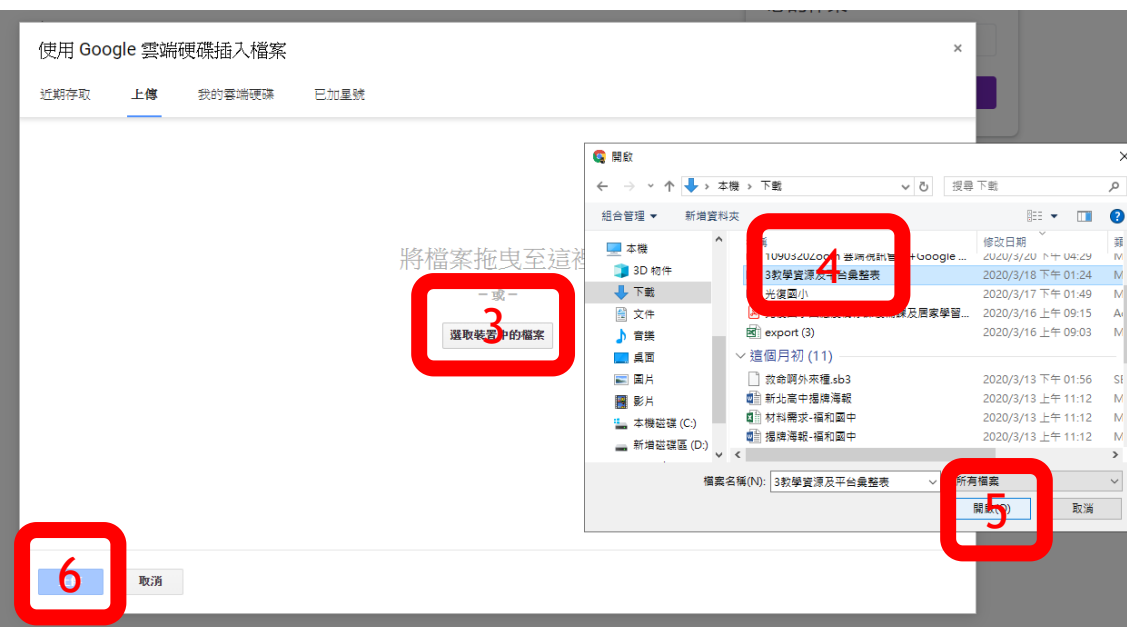 使用 Google 雲端硬碟插入檔案
×
近期存取 上傳 我的雲端硬碟 已加星號
將檔案拖曳至這裡
– 或 –
選取裝置中的檔案
3
取消
6
開啟
本機 › 下載
搜尋 下載
組合管理 新增資料夾
修改日期
本機
3D 物件
下載
文件
音樂
桌面
圖片
影片
本機磁碟 (C:)
新增磁碟區 (D:)
+Google ... 2020/3/20 下午 04:29
3教學資源及平台彙整表 2020/3/18 下午 01:24
光復國小 2020/3/17 下午 01:49
及居家學習... 2020/3/16 上午 09:15
export (3) 2020/3/16 上午 09:03
4
這個月初 (11)
救命啊外來種.sb3 2020/3/13 下午 01:56
新北高中揭牌海報 2020/3/13 上午 11:12
材料需求-福和國中 2020/3/13 上午 11:12
揭牌海報-福和國中 2020/3/13 上午 11:12
檔案名稱(N): 3教學資源及平台彙整表 所有檔案
開啟(O) 取消
5